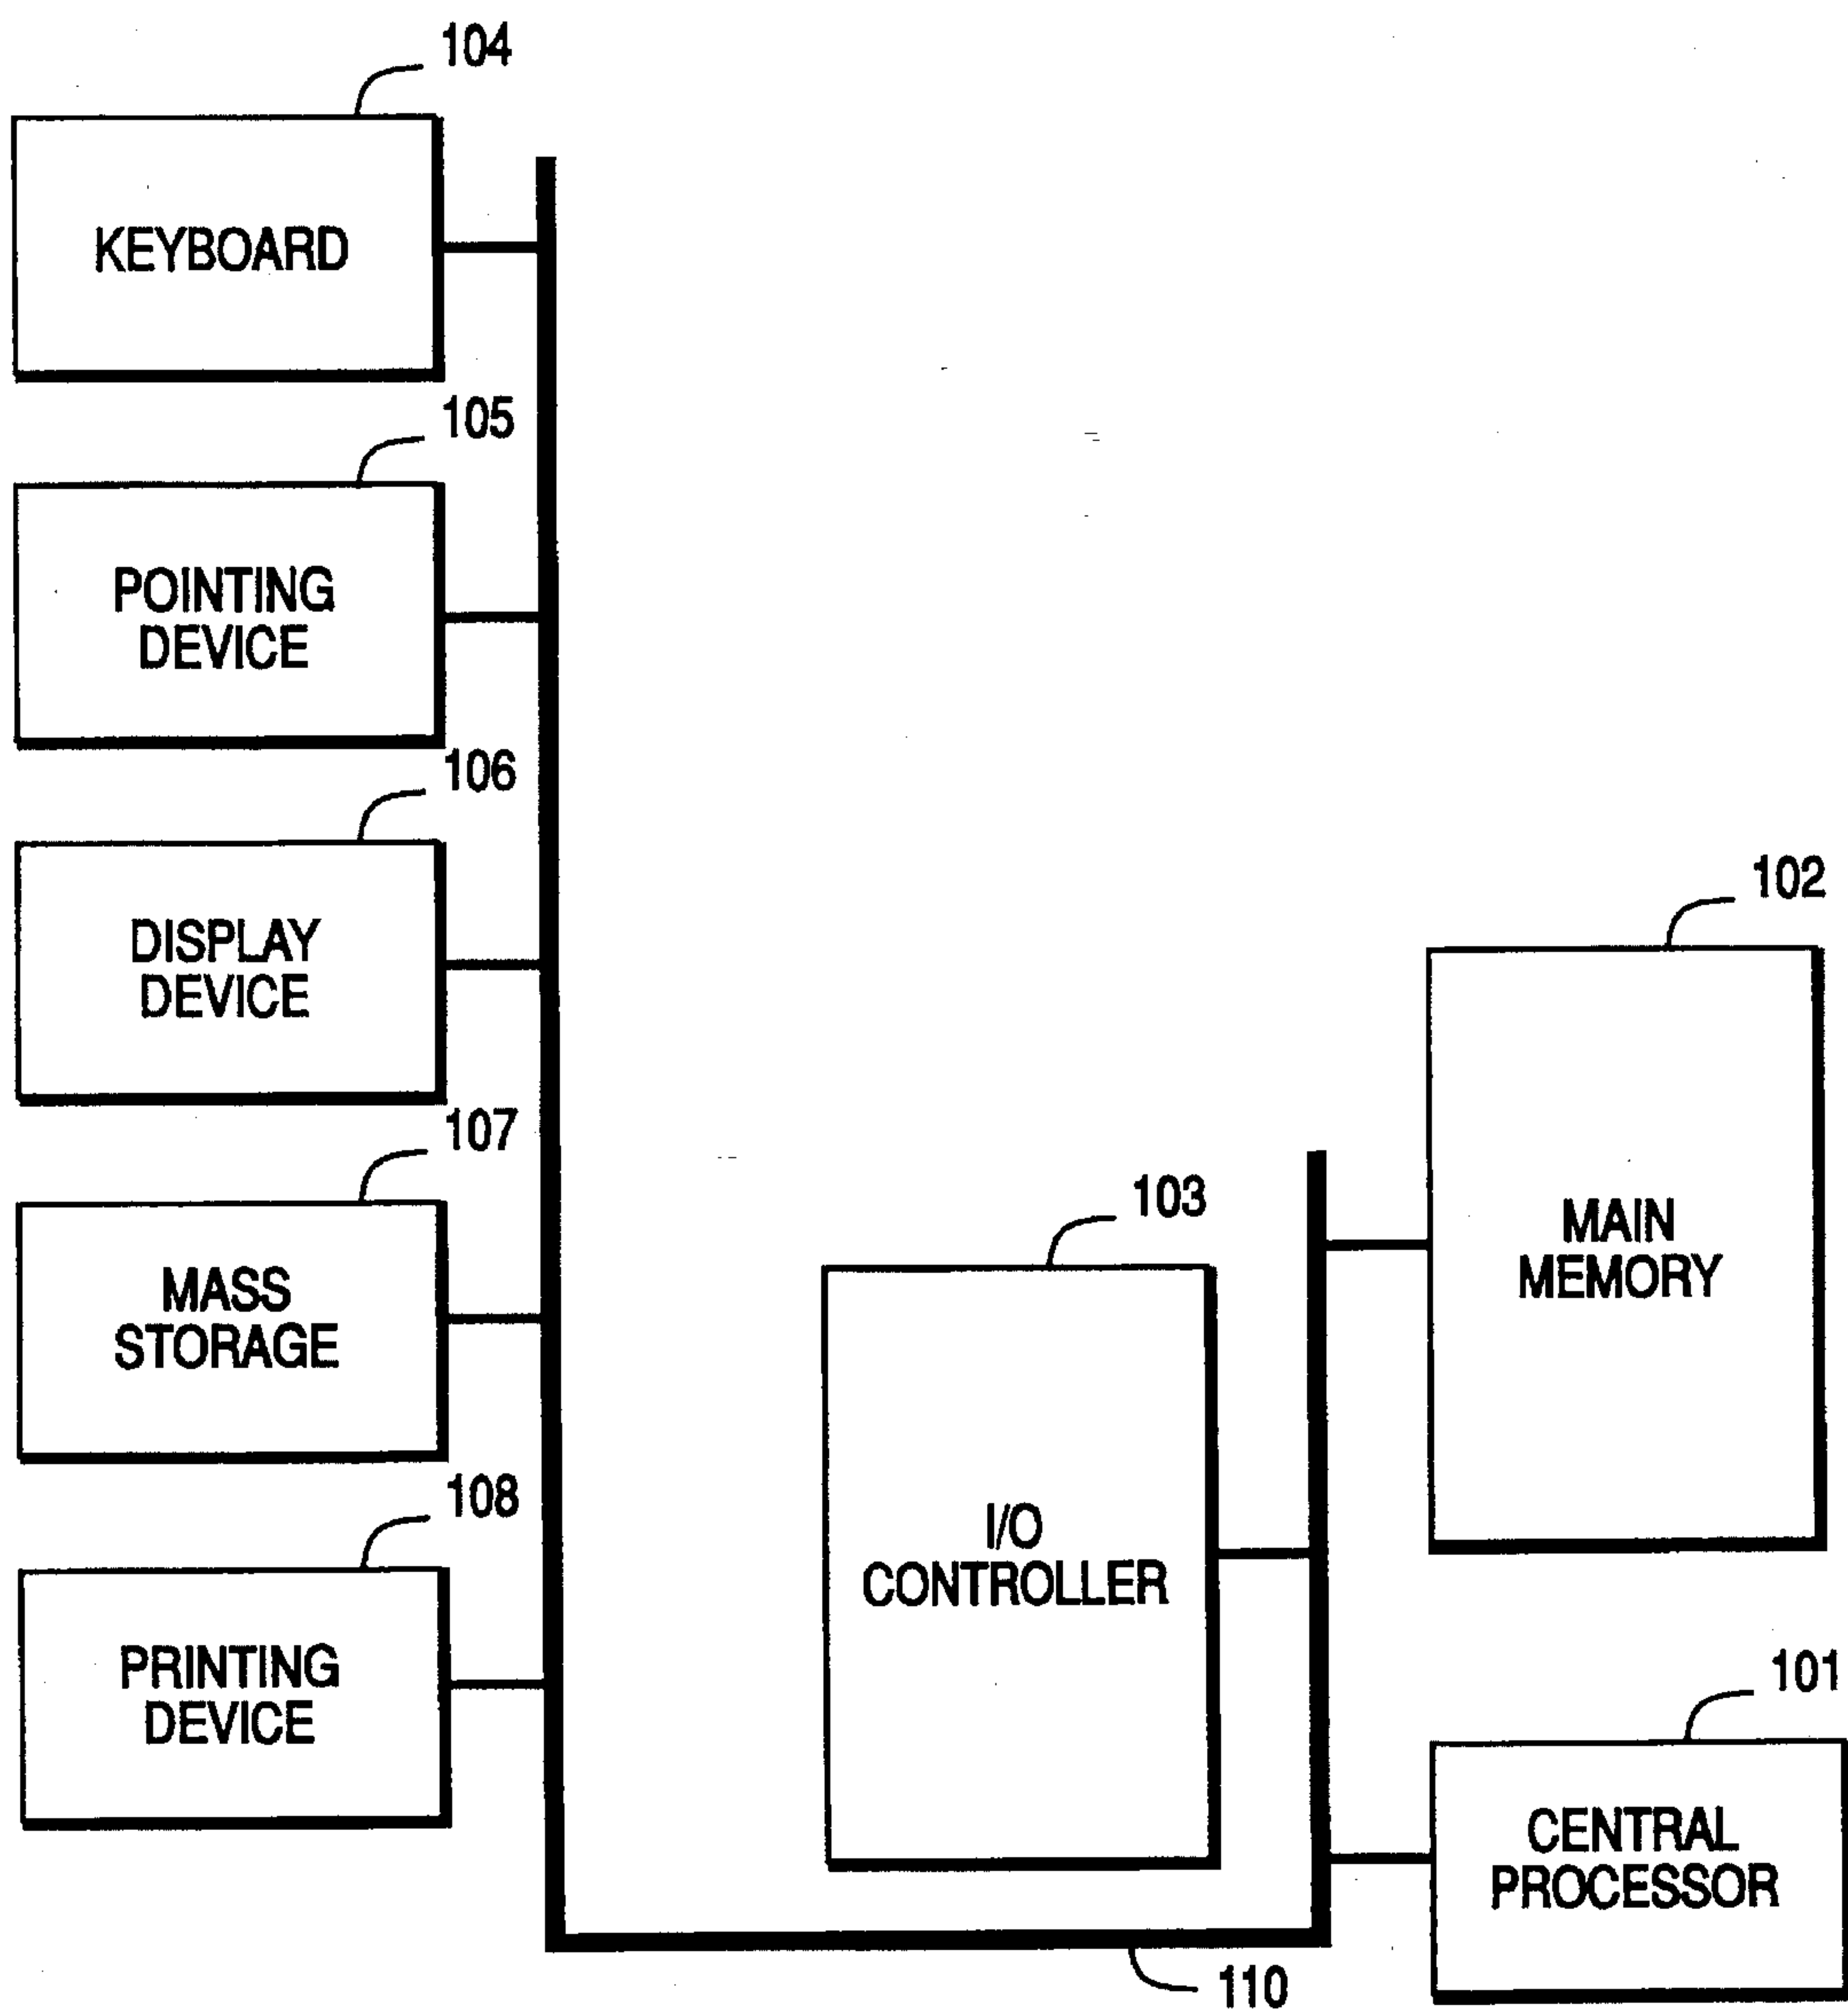 104
KEYBOARD
105
POINTING
DEVICE
106
DISPLAY
DEVICE
107
MASS
STORAGE
108
PRINTING
DEVICE
103
I/O
CONTROLLER
102
MAIN
MEMORY
101
CENTRAL
PROCESSOR
110